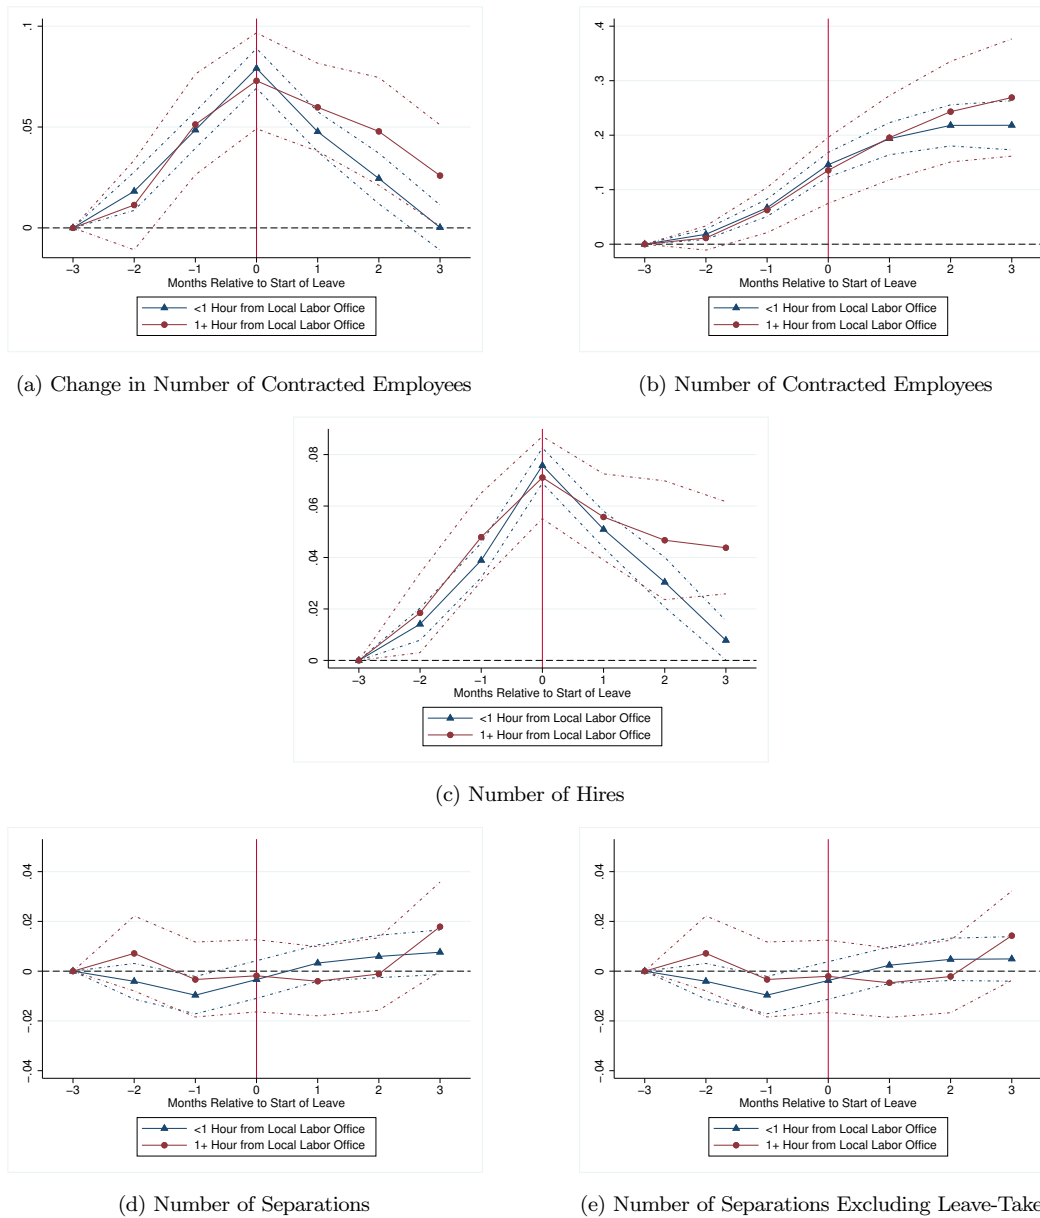 .1
.05
0
−3 −2 −1 0 1 2 3
Months Relative to Start of Leave
<1 Hour from Local Labor Office
1+ Hour from Local Labor Office
(a) Change in Number of Contracted Employees
.4
.3
.2
.1
0
−3 −2 −1 0 1 2 3
Months Relative to Start of Leave
<1 Hour from Local Labor Office
1+ Hour from Local Labor Office
(b) Number of Contracted Employees
.08
.06
.04
.02
0
−3 −2 −1 0 1 2 3
Months Relative to Start of Leave
<1 Hour from Local Labor Office
1+ Hour from Local Labor Office
(c) Number of Hires
.04
.02
0
−.02
−.04
−3 −2 −1 0 1 2 3
Months Relative to Start of Leave
<1 Hour from Local Labor Office
1+ Hour from Local Labor Office
(d) Number of Separations
.04
.02
0
−.02
−.04
−3 −2 −1 0 1 2 3
Months Relative to Start of Leave
<1 Hour from Local Labor Office
1+ Hour from Local Labor Office
(e) Number of Separations Excluding Leave-Take